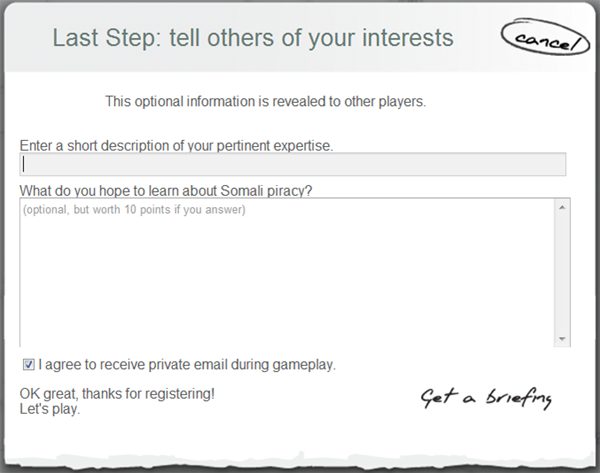 Last Step: tell others of your interests
cancel
This optional information is revealed to other players.
Enter a short description of your pertinent expertise.
What do you hope to learn about Somali piracy?
(optional, but worth 10 points if you answer)
I agree to receive private email during gameplay.
OK great, thanks for registering!
Let's play.
Get a briefing